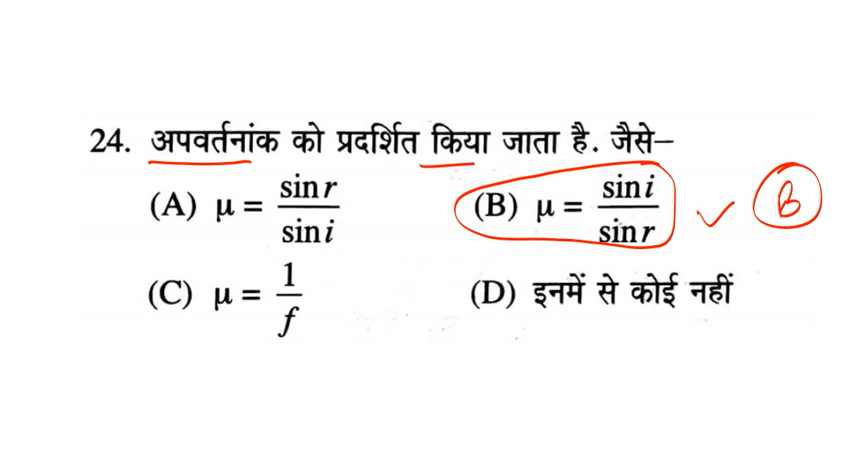 24. अपवर्तनांक को प्रदर्शित किया जाता है. जैसे–
(A) μ = sin r / sin i (B) μ = sin i / sin r B
(C) μ = 1 / f (D) इनमें से कोई नहीं